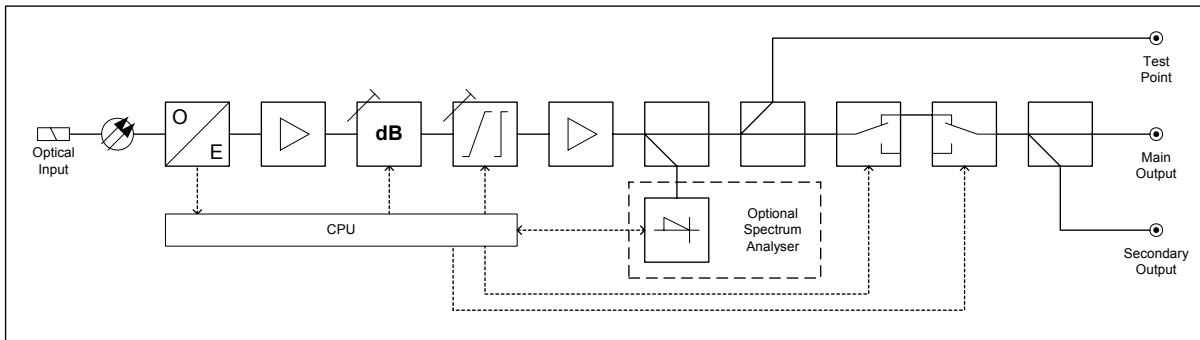 Test
Point
O
E
dB
Optical
Input
Main
Output
CPU
Optional
Spectrum
Analyser
Secondary
Output